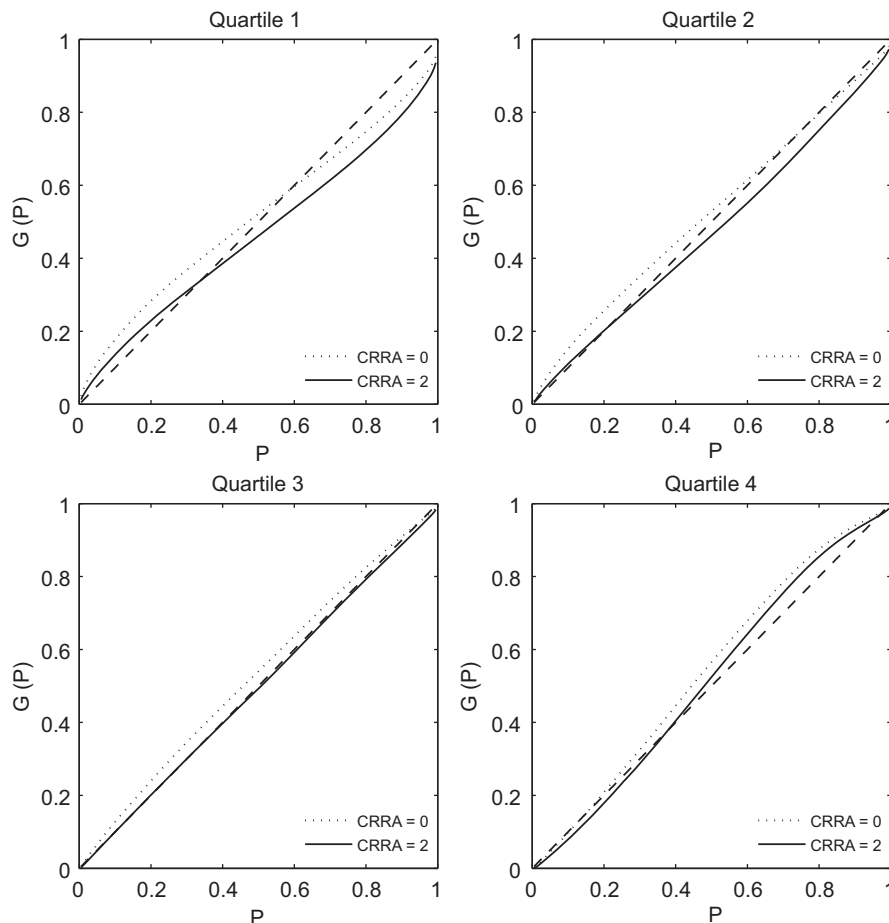 Quartile 1
1
0.8
0.6
0.4
0.2
0
G (P)
0 0.2 0.4 0.6 0.8 1
P
CRRA = 0
CRRA = 2
Quartile 2
1
0.8
0.6
0.4
0.2
0
G (P)
0 0.2 0.4 0.6 0.8 1
P
CRRA = 0
CRRA = 2
Quartile 3
1
0.8
0.6
0.4
0.2
0
G (P)
0 0.2 0.4 0.6 0.8 1
P
CRRA = 0
CRRA = 2
Quartile 4
1
0.8
0.6
0.4
0.2
0
G (P)
0 0.2 0.4 0.6 0.8 1
P
CRRA = 0
CRRA = 2